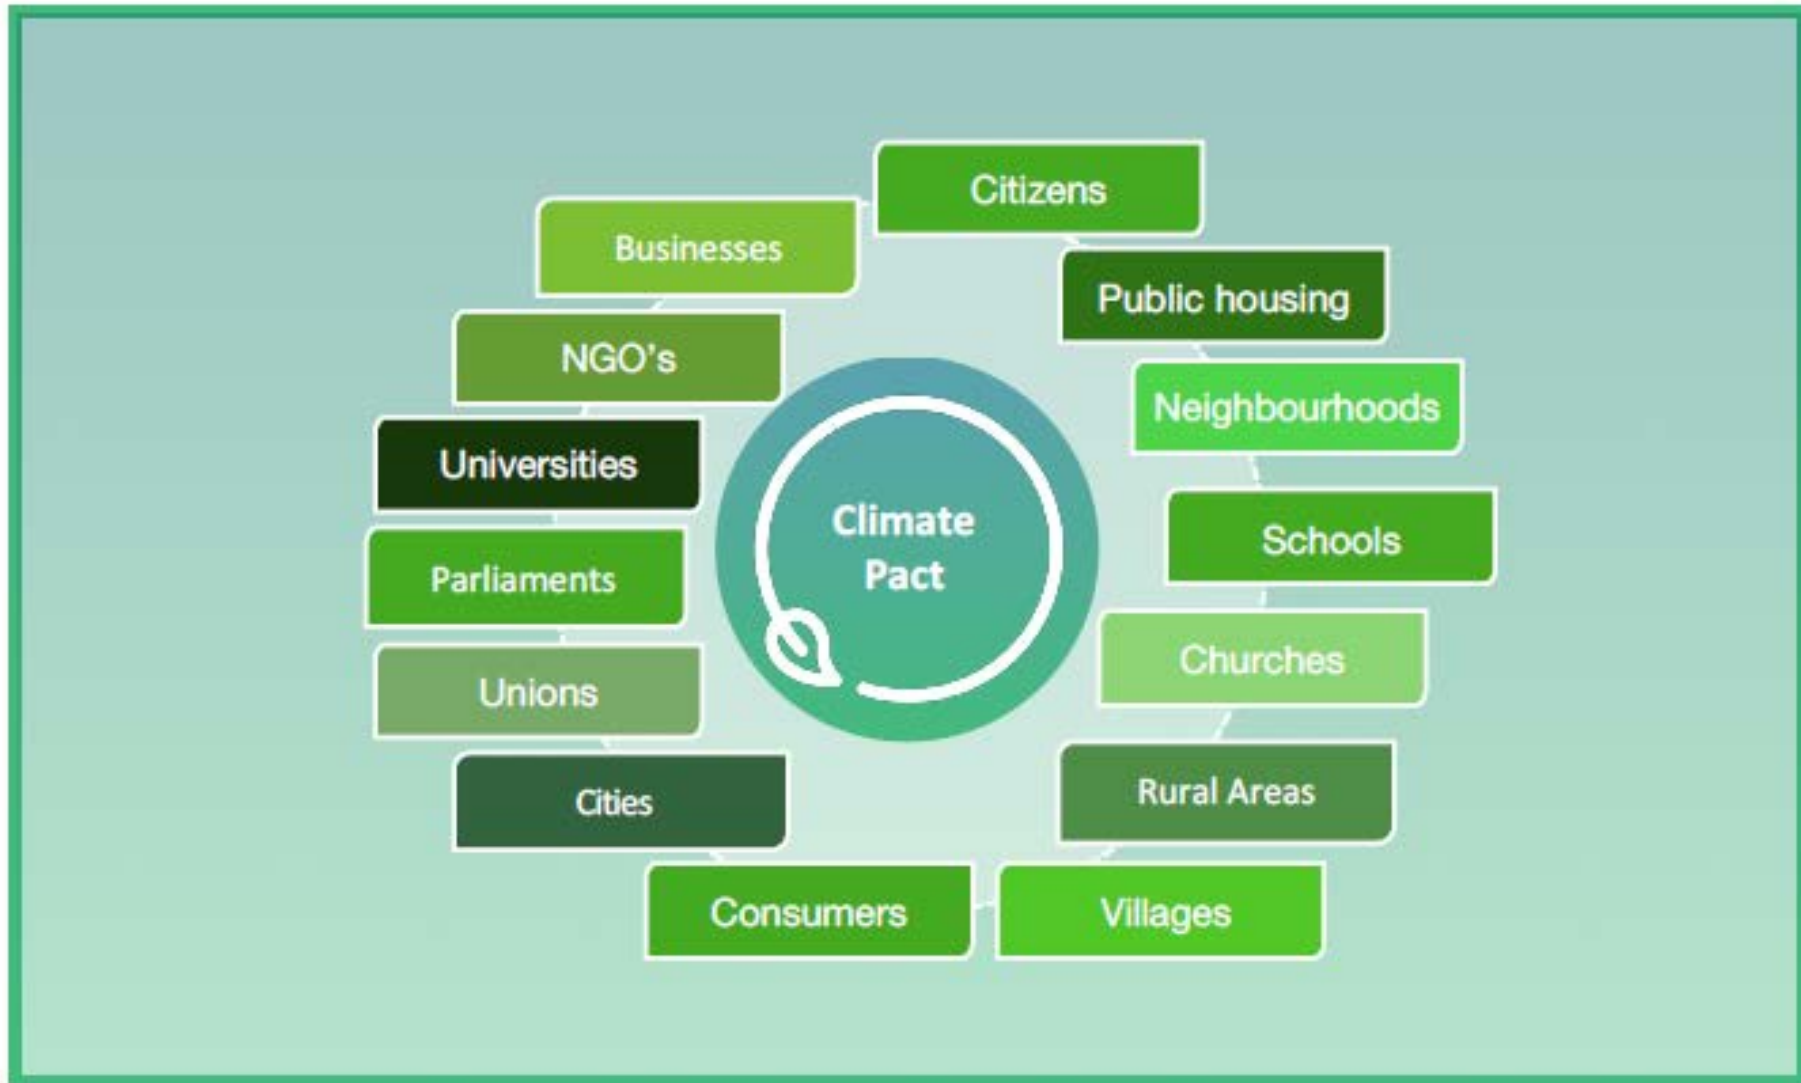 Citizens
Businesses
Public housing
NGO's
Neighbourhoods
Universities
Climate
Pact
Schools
Parliaments
Churches
Unions
Rural Areas
Cities
Consumers
Villages